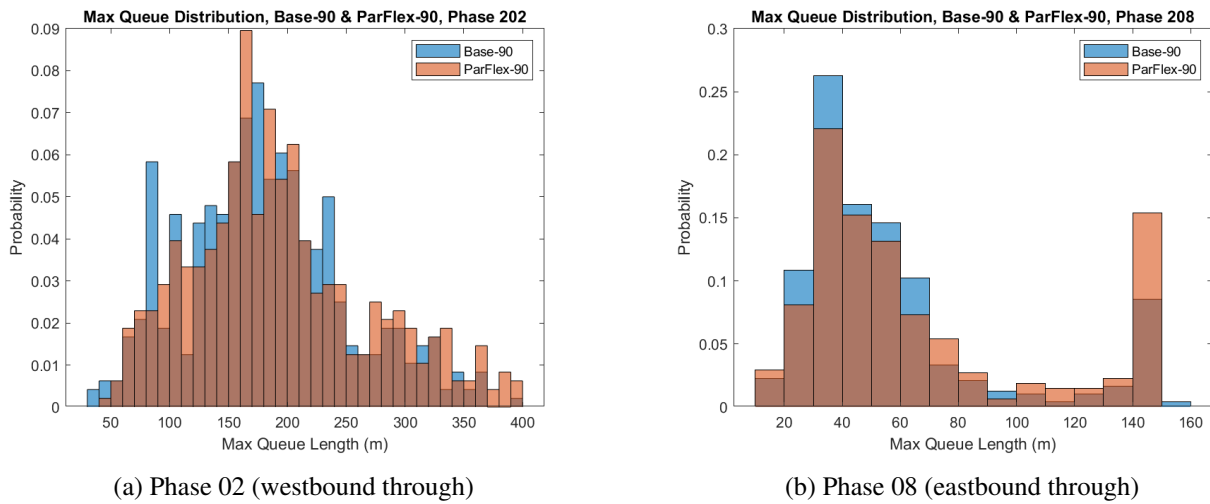 Max Queue Distribution, Base-90 & ParFlex-90, Phase 202
0.09
0.08
0.07
0.06
0.05
0.04
0.03
0.02
0.01
0
Probability
Base-90
ParFlex-90
50 100 150 200 250 300 350 400
Max Queue Length (m)
(a) Phase 02 (westbound through)
Max Queue Distribution, Base-90 & ParFlex-90, Phase 208
0.3
0.25
0.2
0.15
0.1
0.05
0
Probability
Base-90
ParFlex-90
20 40 60 80 100 120 140 160
Max Queue Length (m)
(b) Phase 08 (eastbound through)